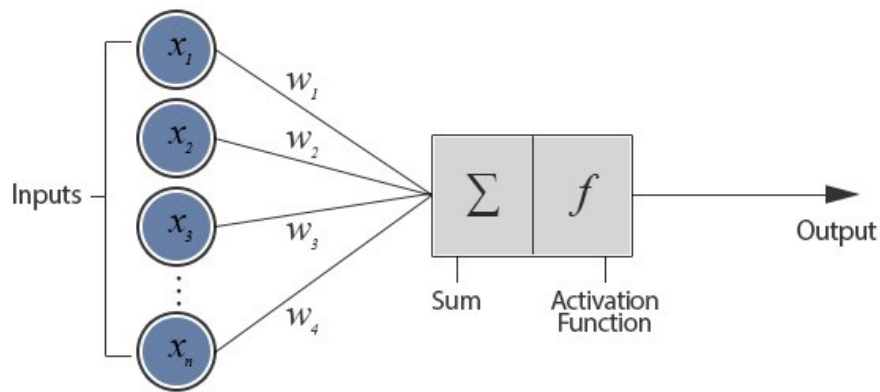 x₁
w₁
x₂
w₂
Inputs
x₃
w₃
xₙ
w₄
Σ
f
Output
Sum
Activation
Function